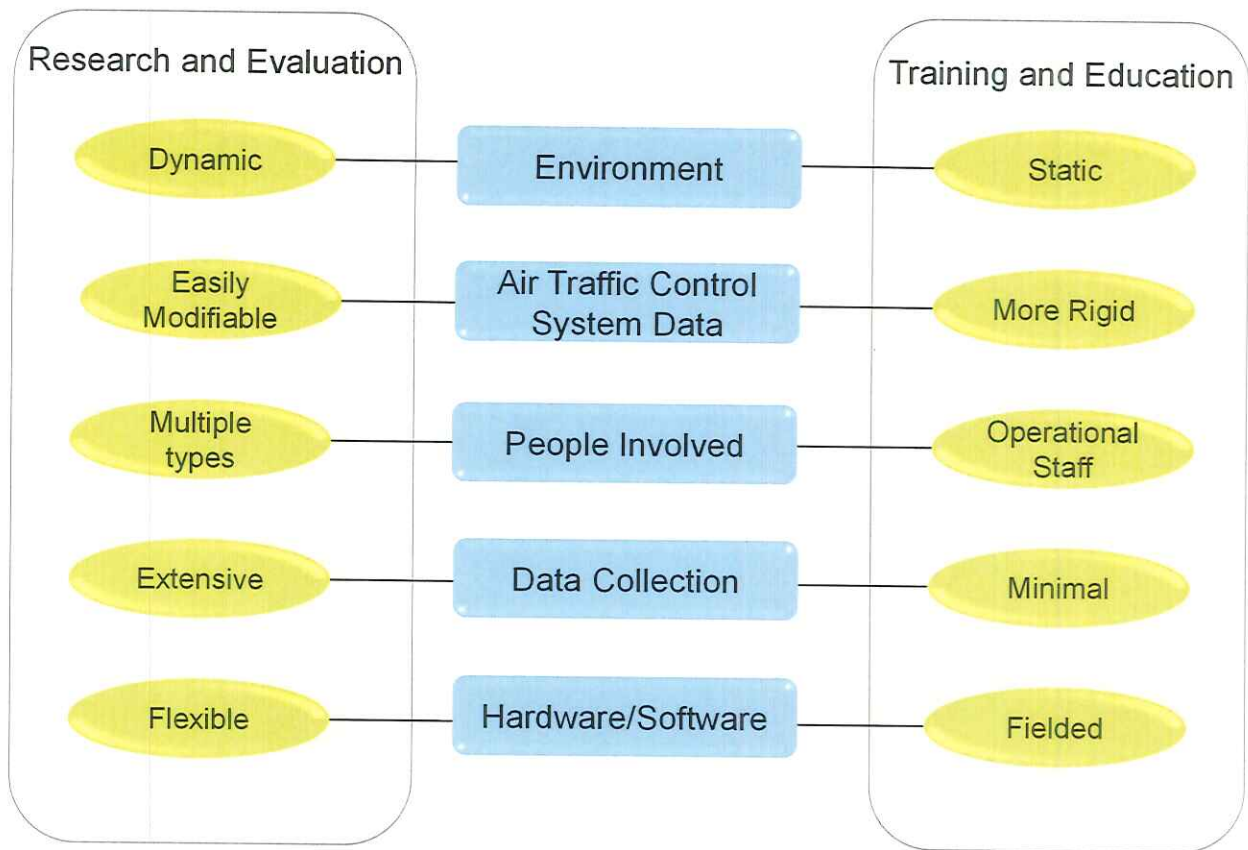 Research and Evaluation
Training and Education
Dynamic
Environment
Static
Easily
Modifiable
Air Traffic Control
System Data
More Rigid
Multiple
types
People Involved
Operational
Staff
Extensive
Data Collection
Minimal
Flexible
Hardware/Software
Fielded